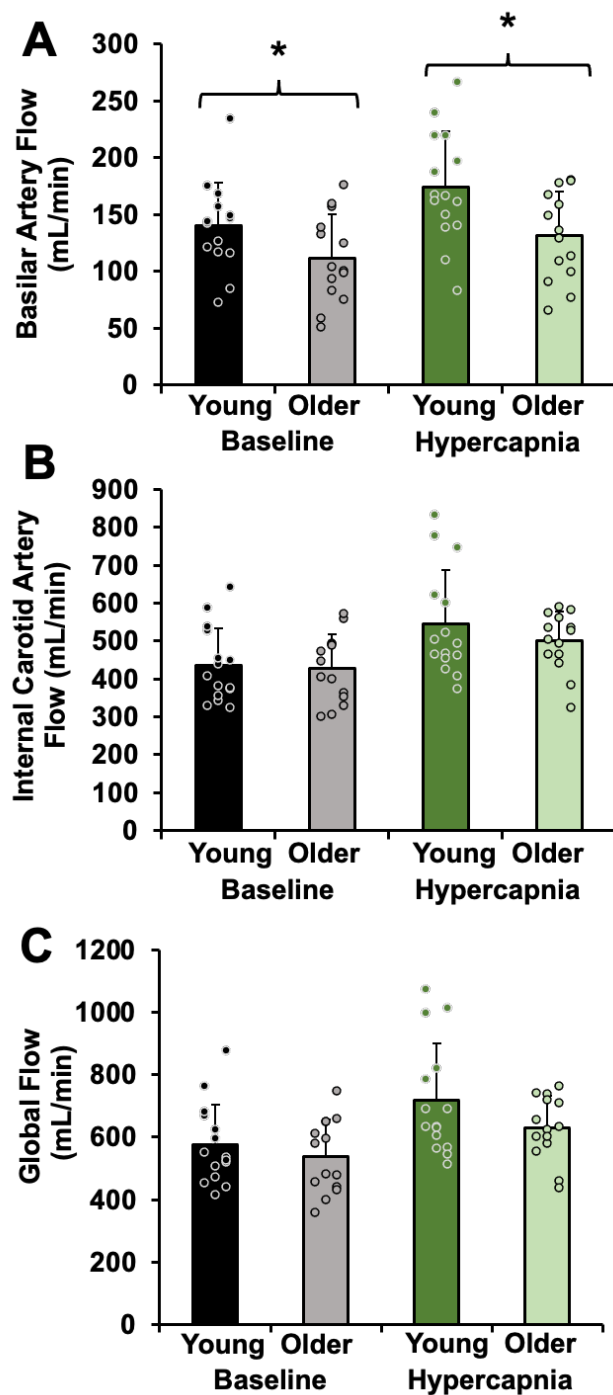 A
*
*
Basilar Artery Flow
(mL/min)
300
250
200
150
100
50
0
Young Older Young Older
Baseline Hypercapnia
B
Internal Carotid Artery
Flow (mL/min)
900
800
700
600
500
400
300
200
100
0
Young Older Young Older
Baseline Hypercapnia
C
Global Flow
(mL/min)
1200
1000
800
600
400
200
0
Young Older Young Older
Baseline Hypercapnia